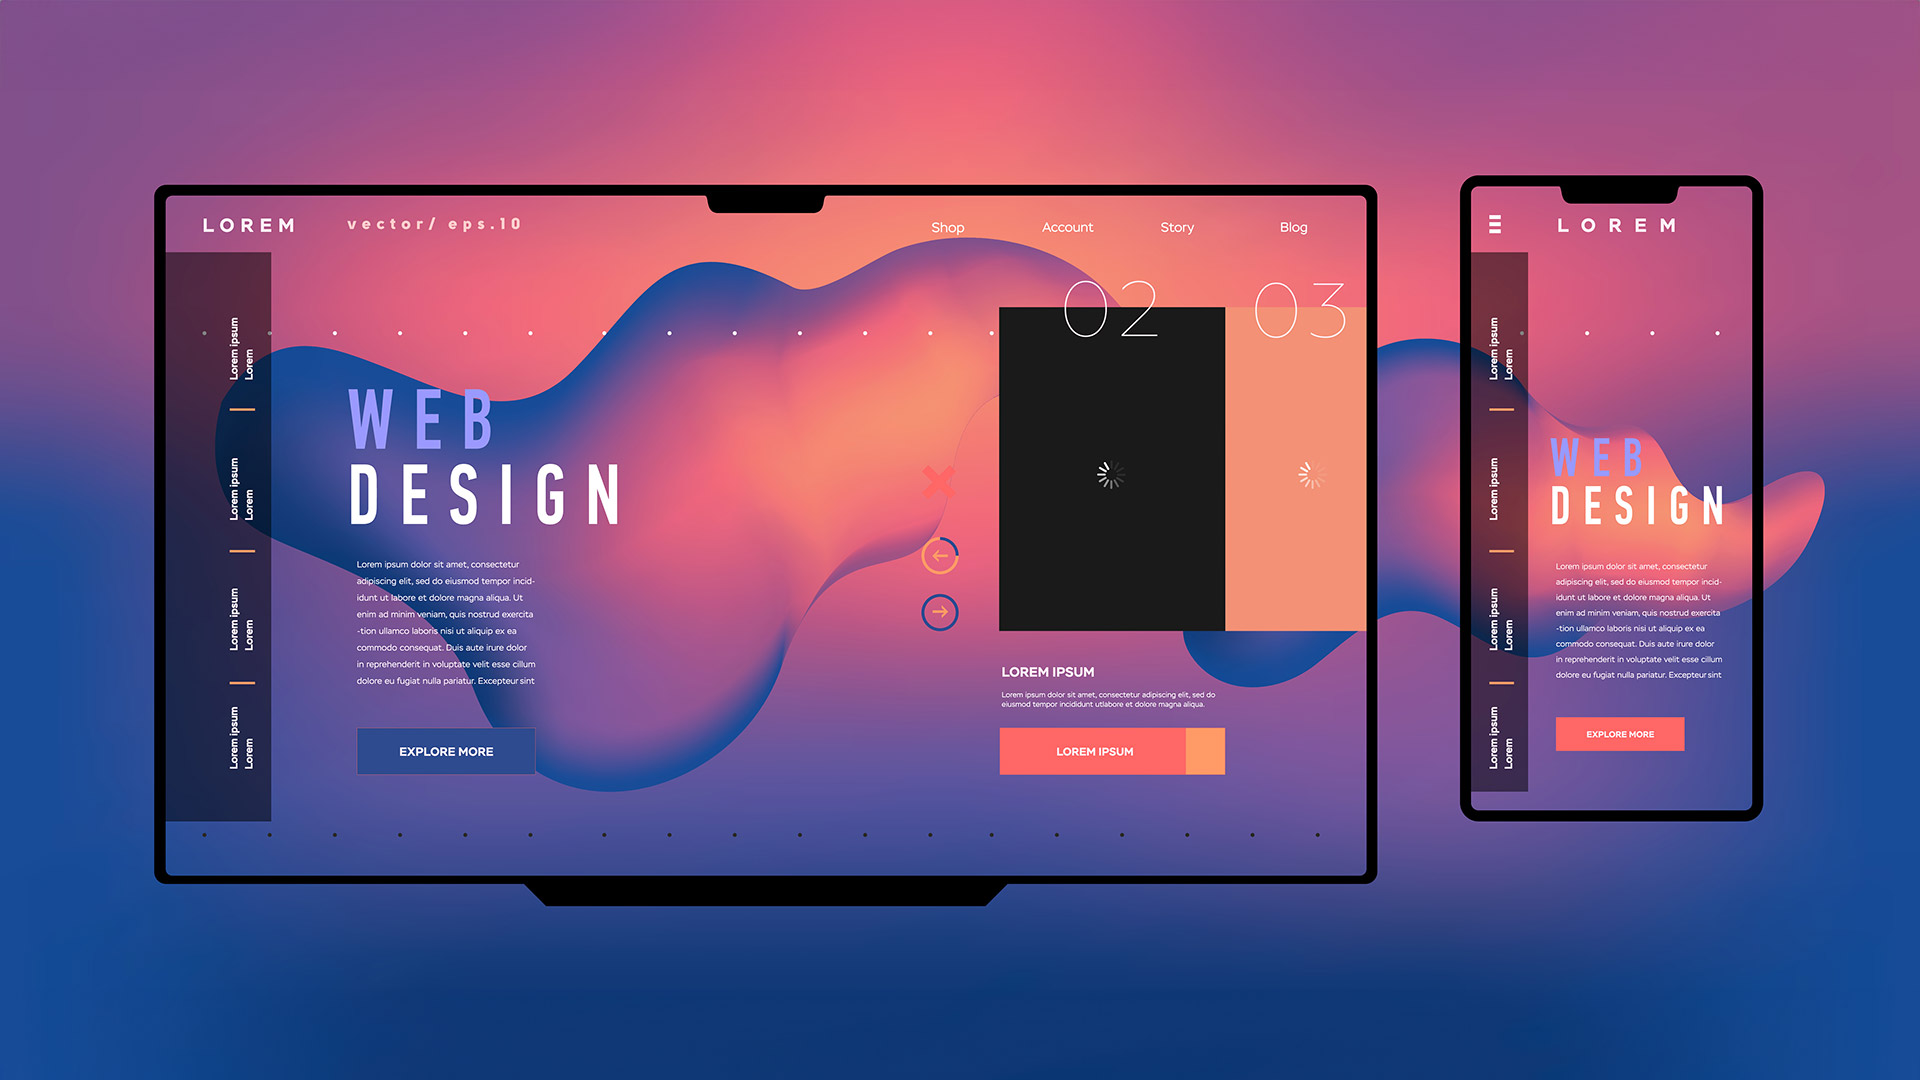 LOREM
vector/ eps.10
Shop
Account
Story
Blog
Lorem ipsum
Lorem
Lorem ipsum
Lorem
Lorem ipsum
Lorem
Lorem ipsum
Lorem
WEB
DESIGN
Lorem ipsum dolor sit amet, consectetur
adipiscing elit, sed do eiusmod tempor incid-
idunt ut labore et dolore magna aliqua. Ut
enim ad minim veniam, quis nostrud exercita
-tion ullamco laboris nisi ut aliquip ex ea
commodo consequat. Duis aute irure dolor
in reprehenderit in voluptate velit esse cillum
dolore eu fugiat nulla pariatur. Excepteur sint
EXPLORE MORE
02
03
LOREM IPSUM
Lorem ipsum dolor sit amet, consectetur adipiscing elit, sed do
eiusmod tempor incididunt utlabore et dolore magna aliqua.
LOREM IPSUM
LOREM
Lorem ipsum
Lorem
Lorem ipsum
Lorem ipsum
Lorem
Lorem ipsum
Lorem
WEB
DESIGN
Lorem ipsum dolor sit amet, consectetur
adipiscing elit, sed do eiusmod tempor incid-
idunt ut labore et dolore magna aliqua. Ut
enim ad minim veniam, quis nostrud exercita
-tion ullamco laboris nisi ut aliquip ex ea
commodo consequat. Duis aute irure dolor
in reprehenderit in voluptate velit esse cillum
dolore eu fugiat nulla pariatur. Excepteur sint
EXPLORE MORE